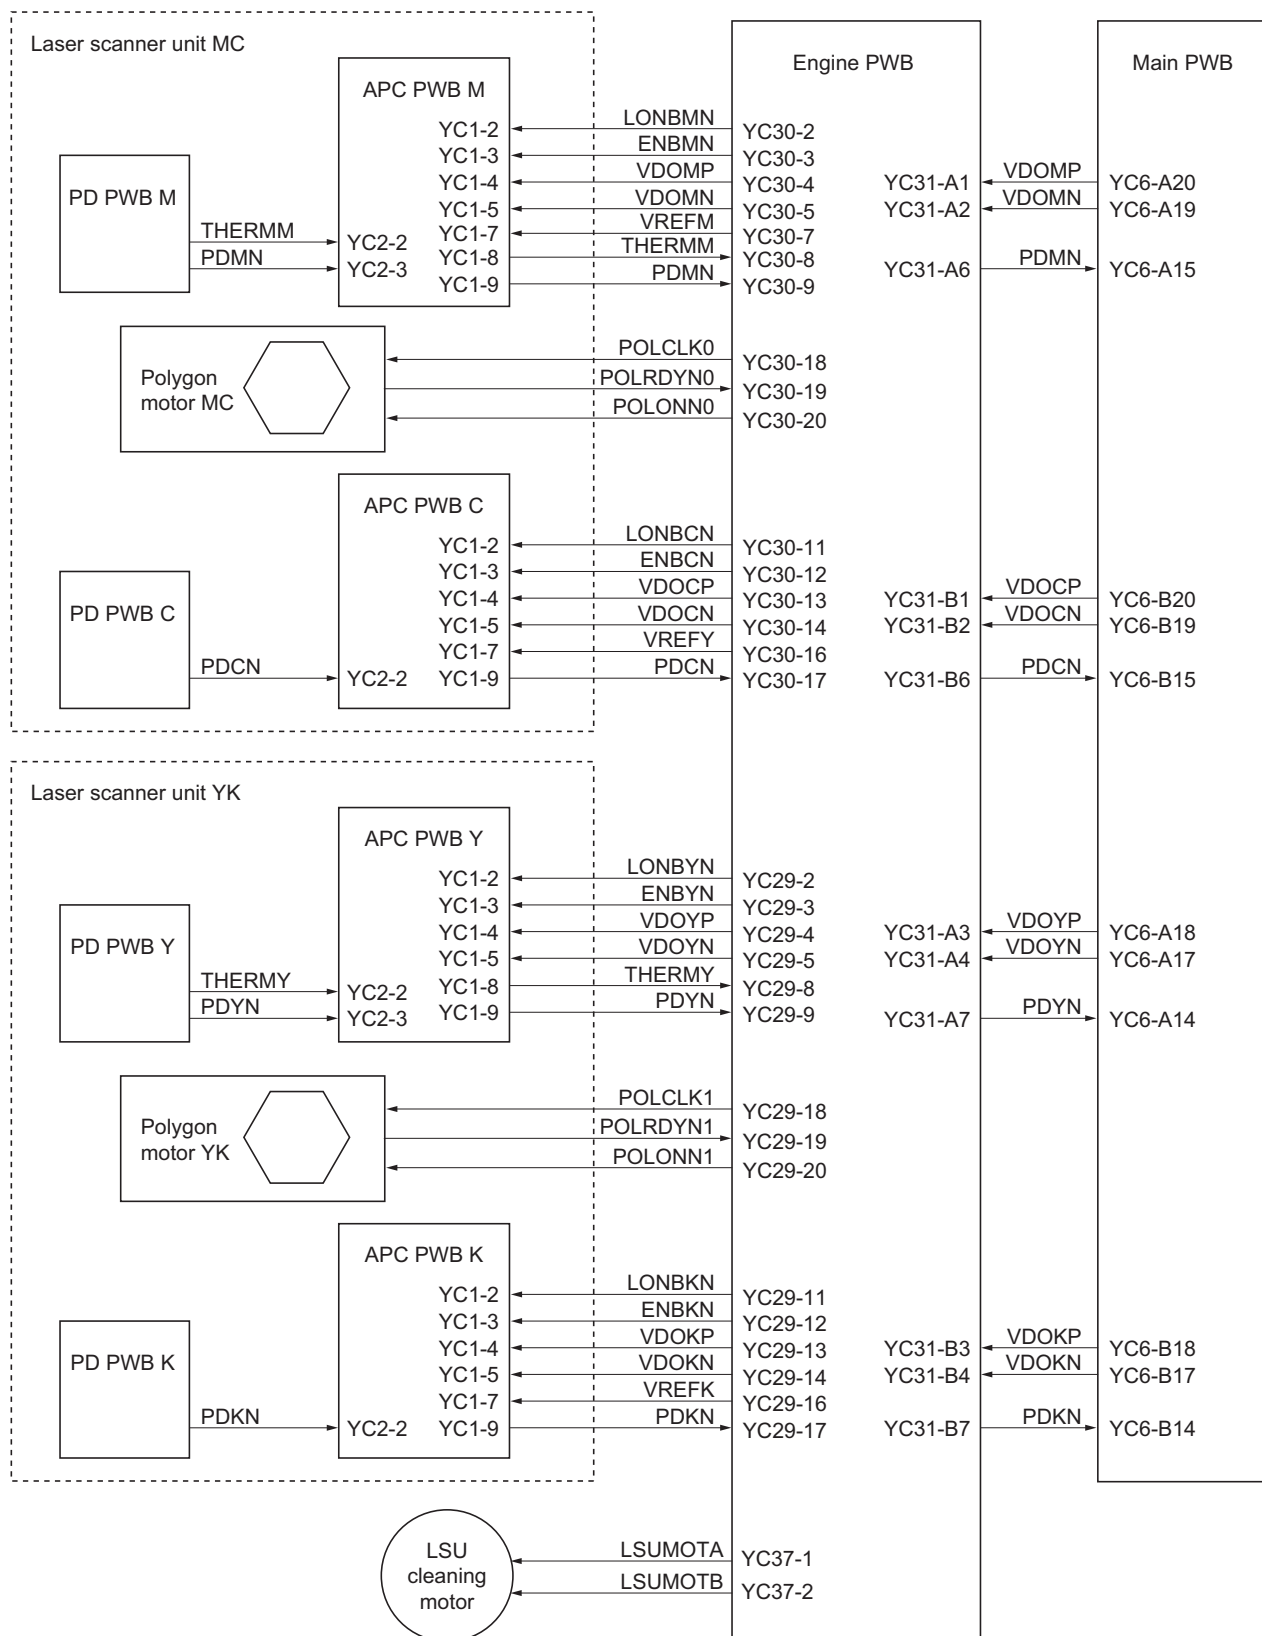 Laser scanner unit MC
Engine PWB
Main PWB
APC PWB M
PD PWB M
THERMM
PDMN
YC2-2
YC2-3
YC1-2
YC1-3
YC1-4
YC1-5
YC1-7
YC1-8
YC1-9
LONBMN
ENBMN
VDOMP
VDOMN
VREFM
THERMM
PDMN
YC30-2
YC30-3
YC30-4
YC30-5
YC30-7
YC30-8
YC30-9
YC31-A1
YC31-A2
YC31-A6
VDOMP
VDOMN
PDMN
YC6-A20
YC6-A19
YC6-A15
Polygon
motor MC
POLCLK0
POLRDYN0
POLONN0
YC30-18
YC30-19
YC30-20
APC PWB C
PD PWB C
PDCN
YC2-2
YC1-2
YC1-3
YC1-4
YC1-5
YC1-7
YC1-9
LONBCN
ENBCN
VDOCP
VDOCN
VREFY
PDCN
YC30-11
YC30-12
YC30-13
YC30-14
YC30-16
YC30-17
YC31-B1
YC31-B2
YC31-B6
VDOCP
VDOCN
PDCN
YC6-B20
YC6-B19
YC6-B15
Laser scanner unit YK
APC PWB Y
PD PWB Y
THERMY
PDYN
YC2-2
YC2-3
YC1-2
YC1-3
YC1-4
YC1-5
YC1-8
YC1-9
LONBYN
ENBYN
VDOYP
VDOYN
THERMY
PDYN
YC29-2
YC29-3
YC29-4
YC29-5
YC29-8
YC29-9
YC31-A3
YC31-A4
YC31-A7
VDOYP
VDOYN
PDYN
YC6-A18
YC6-A17
YC6-A14
Polygon
motor YK
POLCLK1
POLRDYN1
POLONN1
YC29-18
YC29-19
YC29-20
APC PWB K
PD PWB K
PDKN
YC2-2
YC1-2
YC1-3
YC1-4
YC1-5
YC1-7
YC1-9
LONBKN
ENBKN
VDOKP
VDOKN
VREFK
PDKN
YC29-11
YC29-12
YC29-13
YC29-14
YC29-16
YC29-17
YC31-B3
YC31-B4
YC31-B7
VDOKP
VDOKN
PDKN
YC6-B18
YC6-B17
YC6-B14
LSU
cleaning
motor
LSUMOTA
LSUMOTB
YC37-1
YC37-2